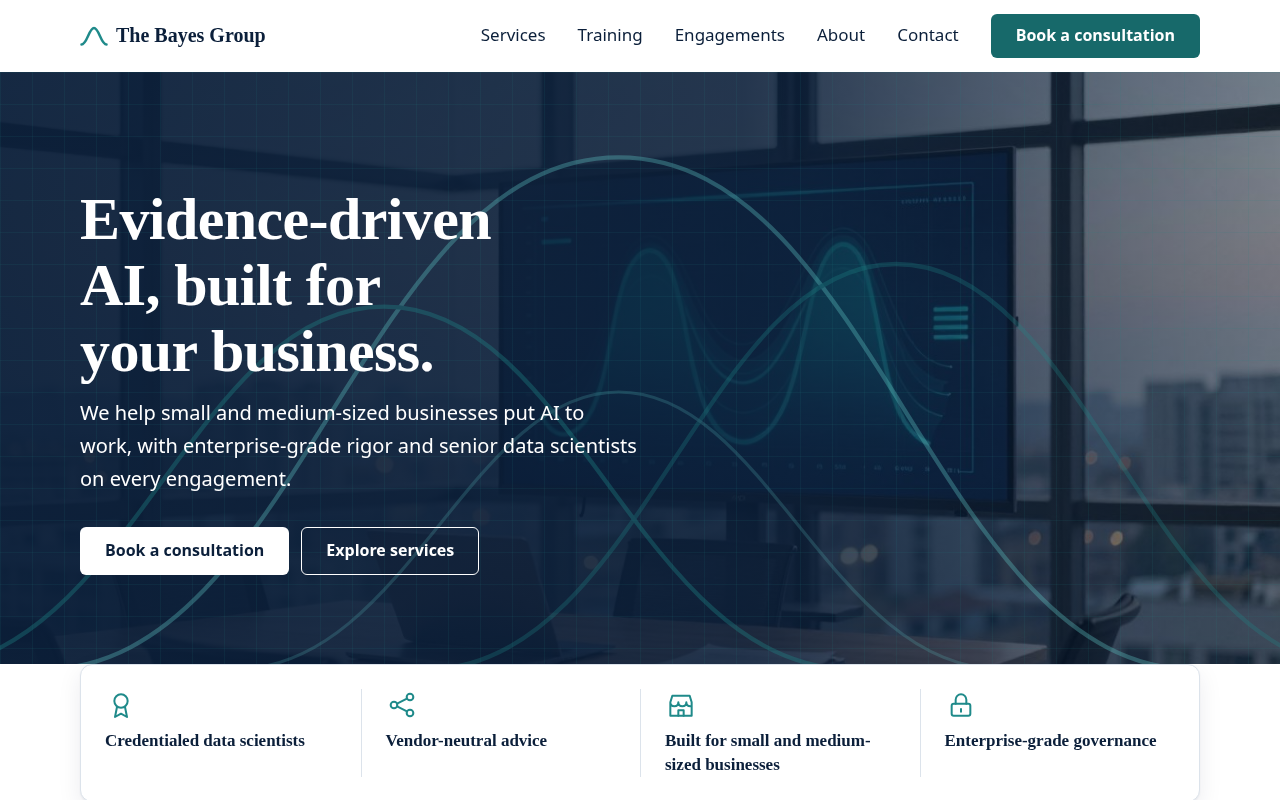 The Bayes Group
Services
Training
Engagements
About
Contact
Book a consultation
Evidence-driven
AI, built for
your business.
We help small and medium-sized businesses put AI to
work, with enterprise-grade rigor and senior data scientists
on every engagement.
Book a consultation
Explore services
Credentialed data scientists
Vendor-neutral advice
Built for small and medium-
sized businesses
Enterprise-grade governance